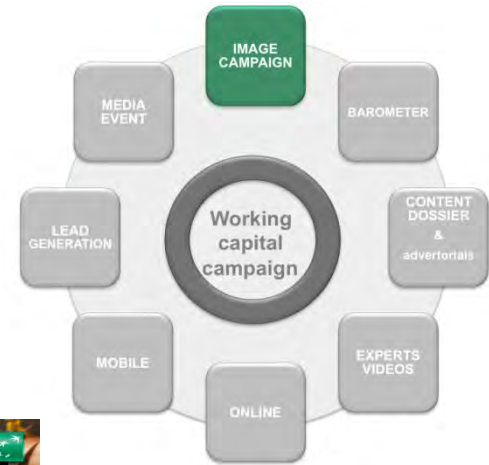 IMAGE
CAMPAIGN
BAROMETER
CONTENT
DOSSIER
&
advertorials
EXPERTS
VIDEOS
ONLINE
MOBILE
LEAD
GENERATION
MEDIA
EVENT
Working
capital
campaign